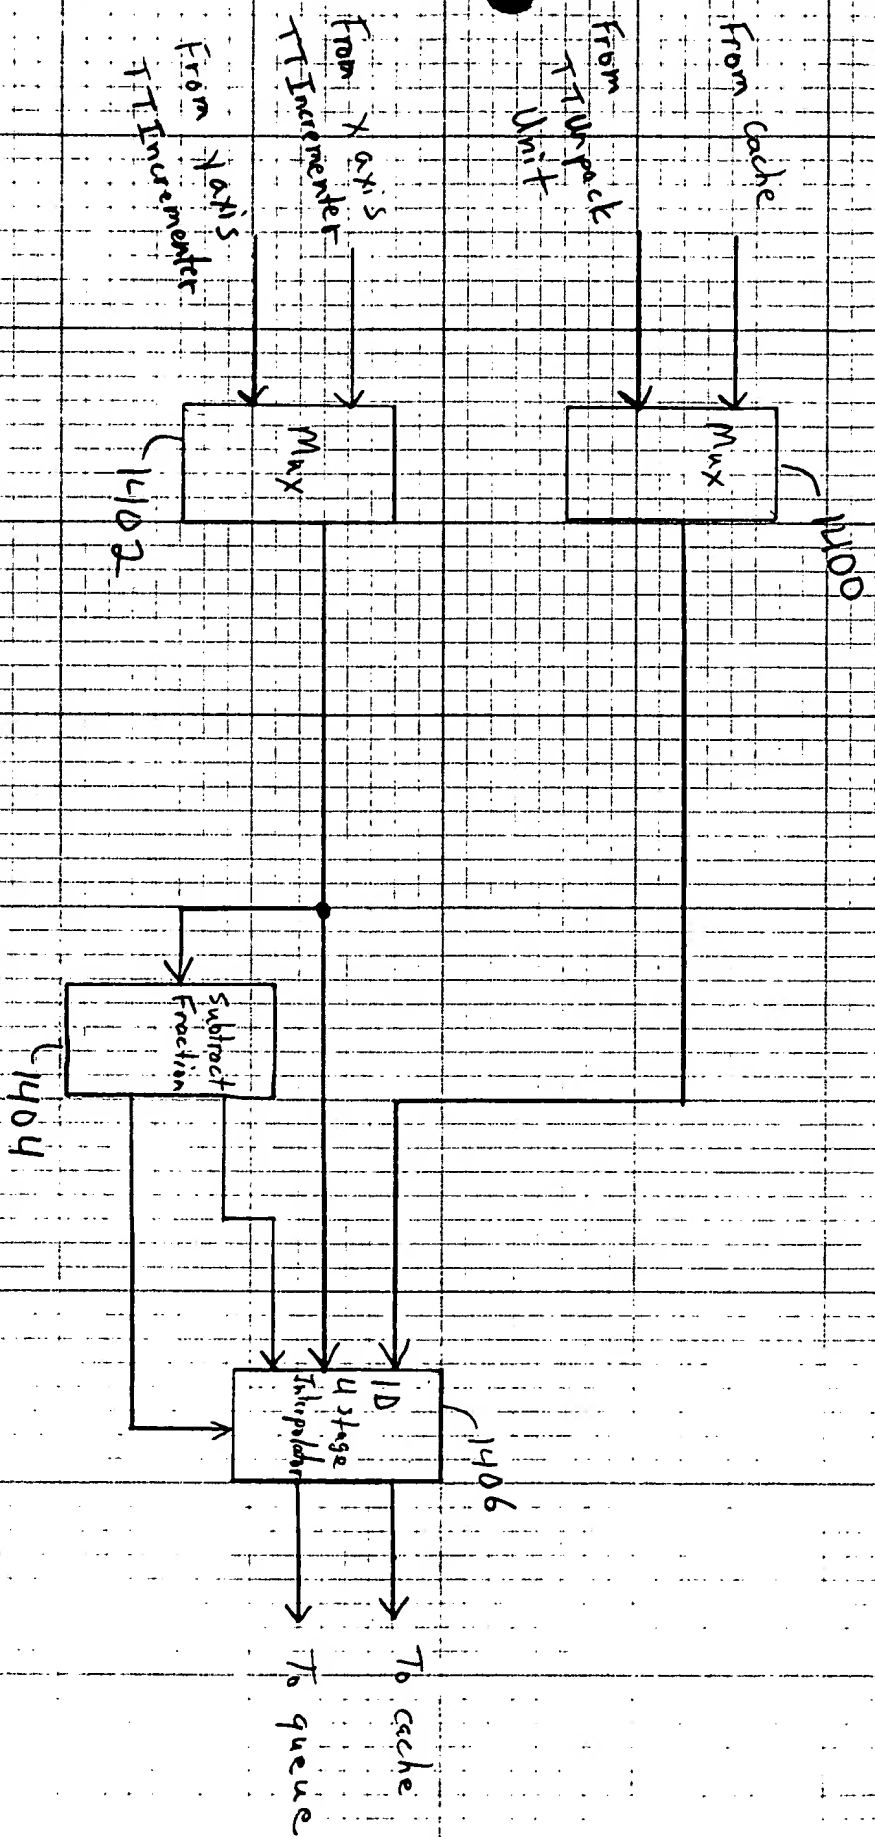 From cache
From
TT Unpack
Unit
From X axis
TT Incrementer
From Y axis
TT Incrementer
Mux
1400
Mux
1402
Subtract
Fraction
1404
1D
4 stage
Interpolator
1406
To cache
To queue